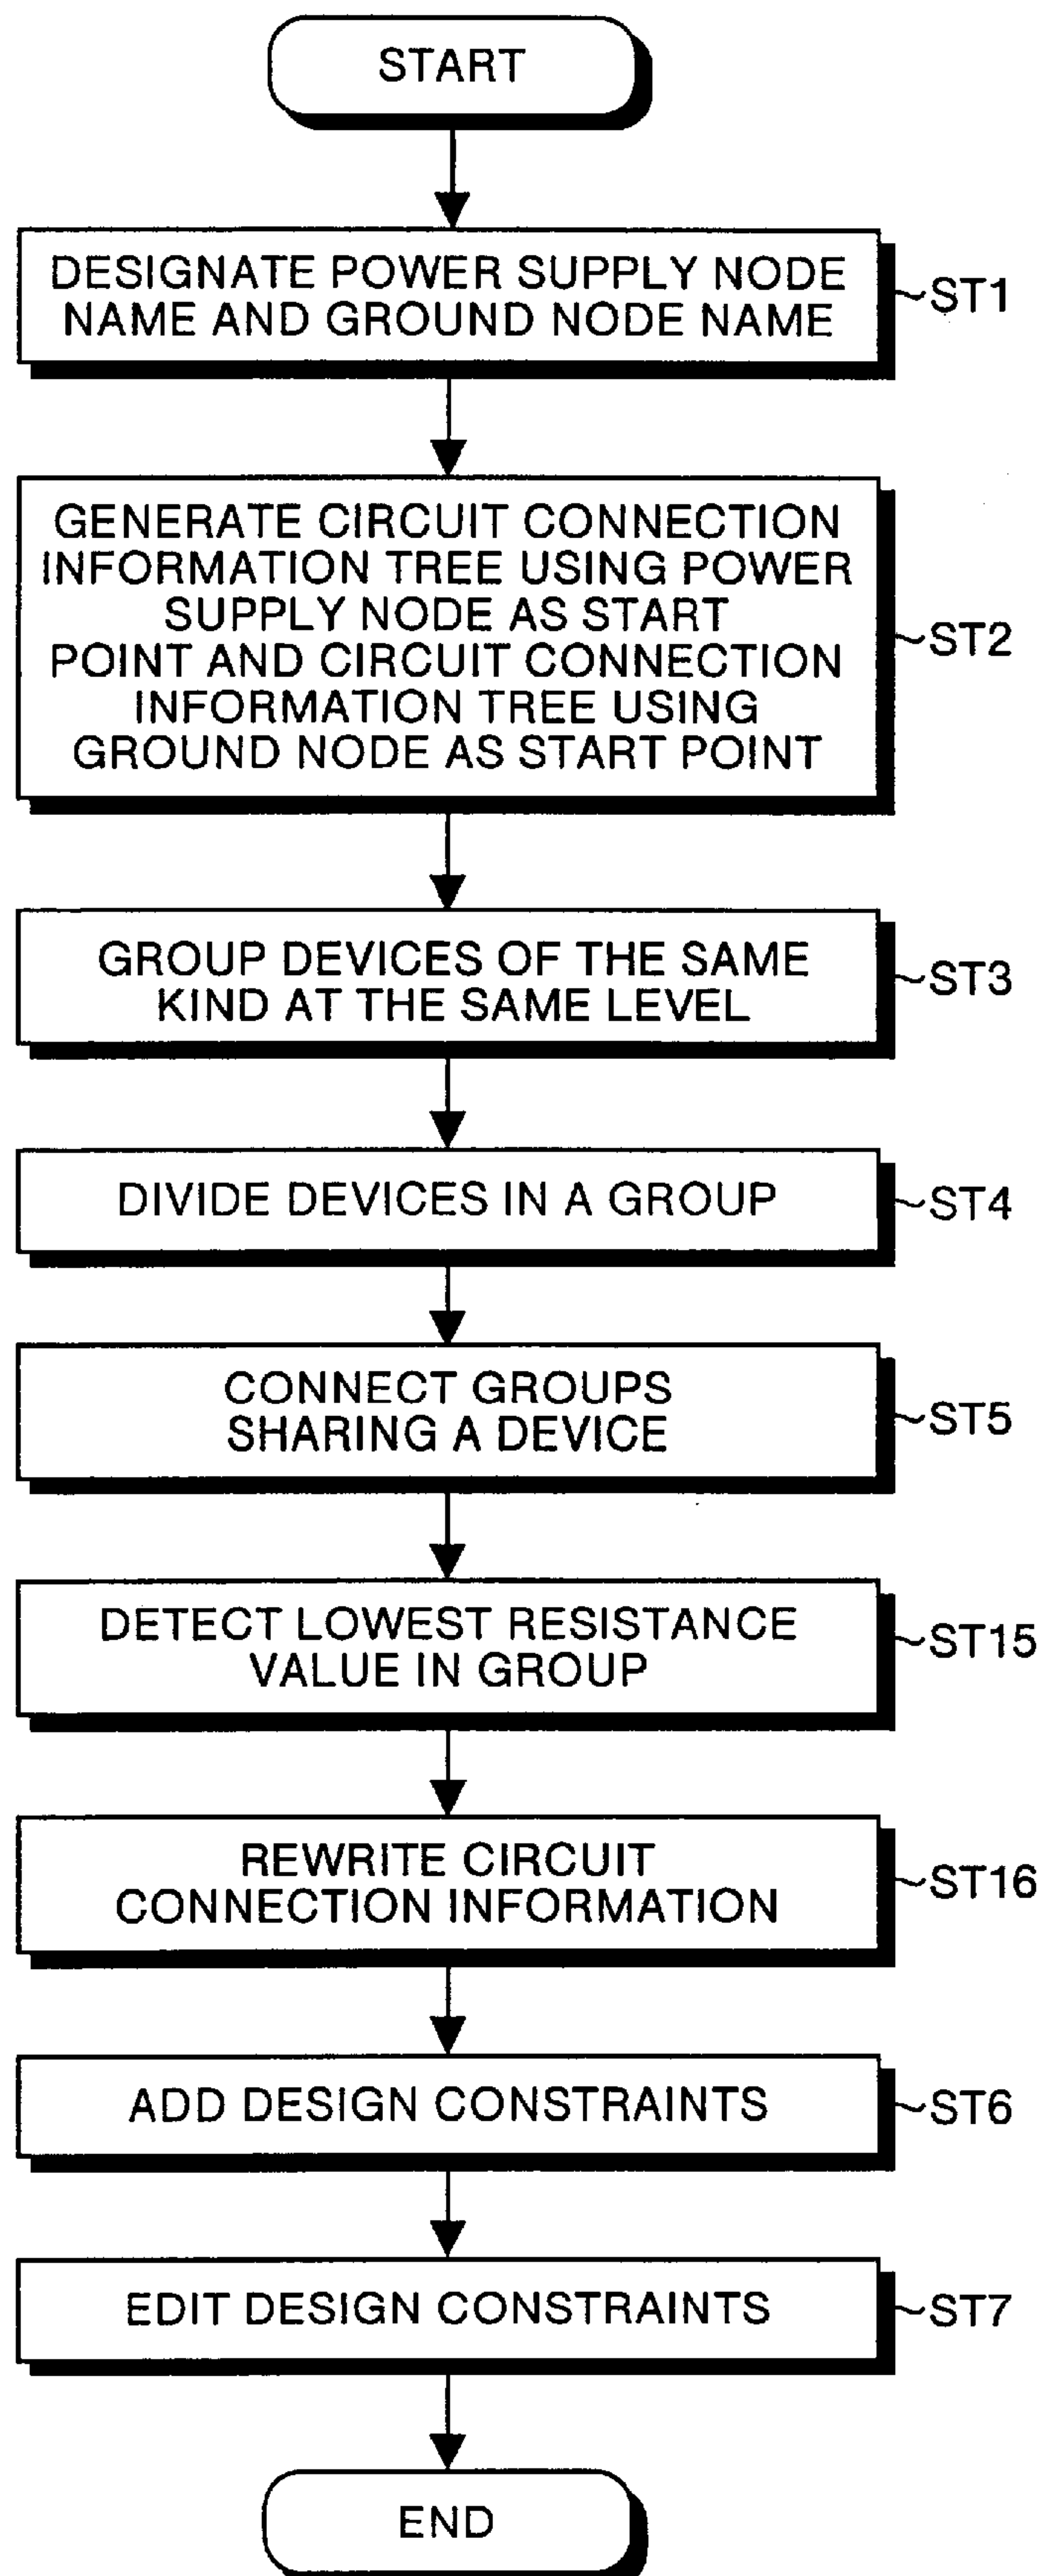 START
DESIGNATE POWER SUPPLY NODE
NAME AND GROUND NODE NAME
ST1
GENERATE CIRCUIT CONNECTION
INFORMATION TREE USING POWER
SUPPLY NODE AS START
POINT AND CIRCUIT CONNECTION
INFORMATION TREE USING
GROUND NODE AS START POINT
ST2
GROUP DEVICES OF THE SAME
KIND AT THE SAME LEVEL
ST3
DIVIDE DEVICES IN A GROUP
ST4
CONNECT GROUPS
SHARING A DEVICE
ST5
DETECT LOWEST RESISTANCE
VALUE IN GROUP
ST15
REWRITE CIRCUIT
CONNECTION INFORMATION
ST16
ADD DESIGN CONSTRAINTS
ST6
EDIT DESIGN CONSTRAINTS
ST7
END